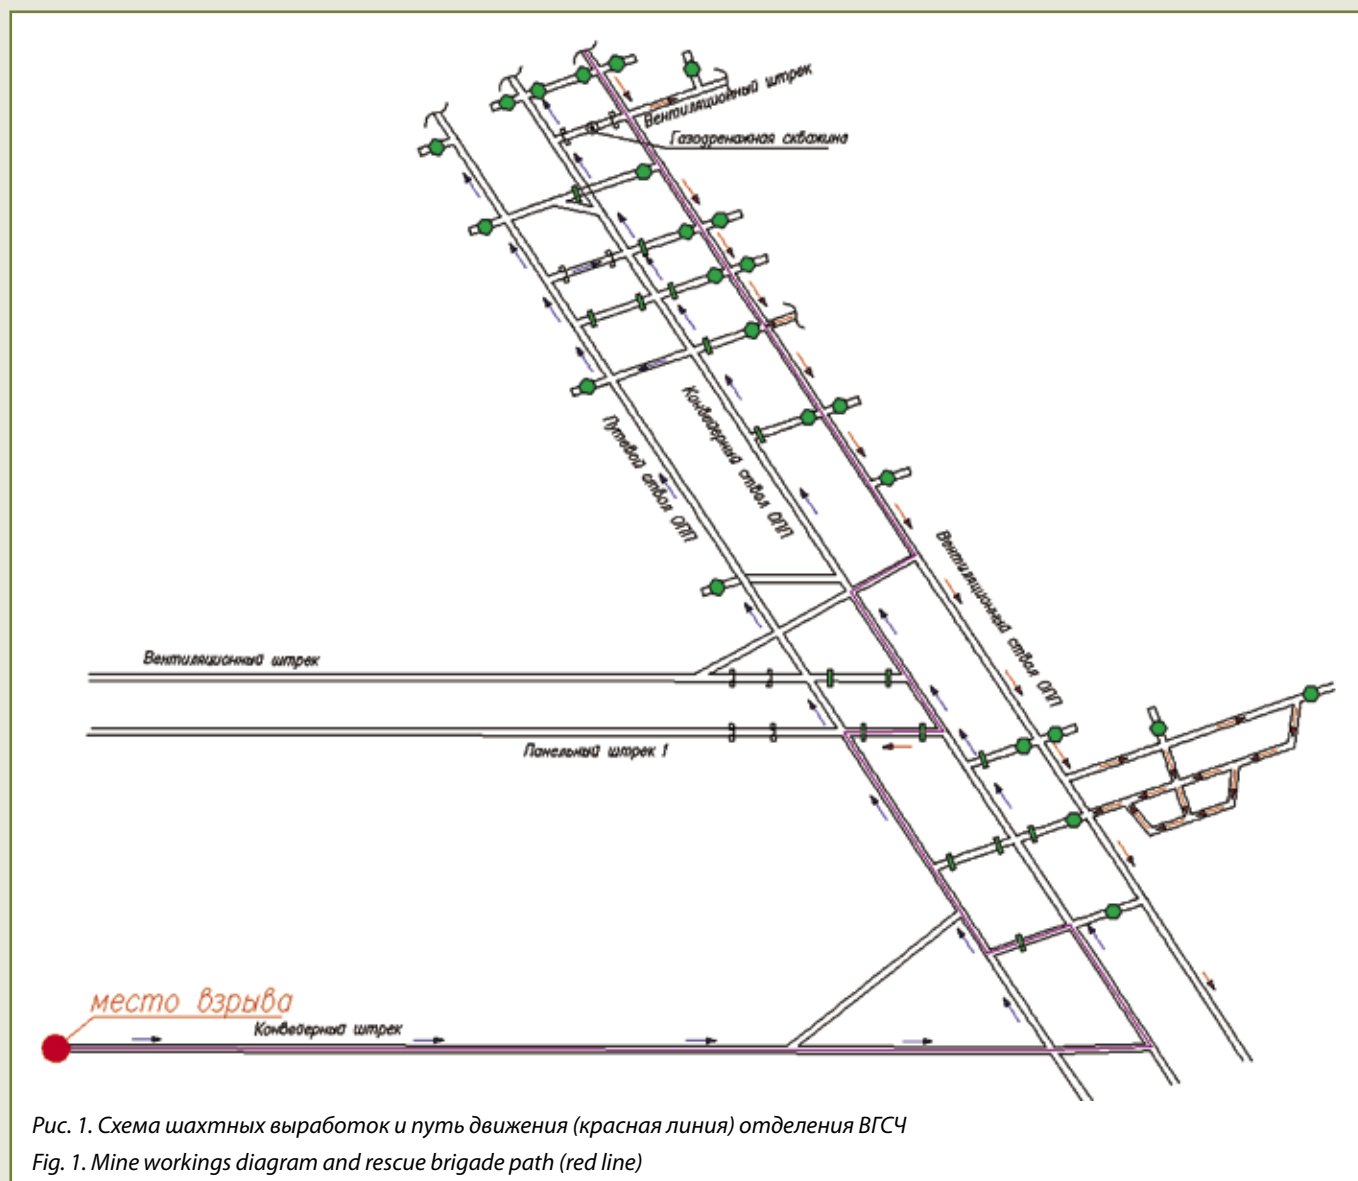 Вентиляционный штрек
Газодренажная скважина
Конвейерный ствол ОПП
Путевой ствол ОПП
Вентиляционный ствол ОПП
Вентиляционный штрек
Панельный штрек 1
место взрыва
Конвейерный штрек
Рис. 1. Схема шахтных выработок и путь движения (красная линия) отделения ВГСЧ
Fig. 1. Mine workings diagram and rescue brigade path (red line)